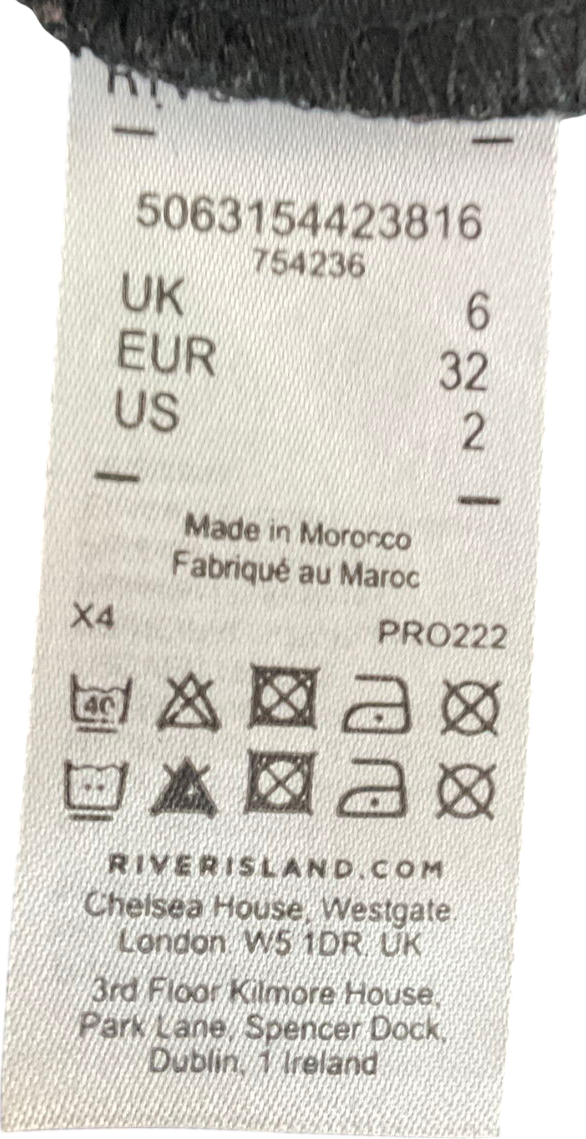 5063154423816
754236
UK 6
EUR 32
US 2
Made in Morocco
Fabriqué au Maroc
X4 PRO222
40
RIVERISLAND.COM
Chelsea House, Westgate
London. W5 1DR. UK
3rd Floor Kilmore House,
Park Lane, Spencer Dock,
Dublin, 1 Ireland